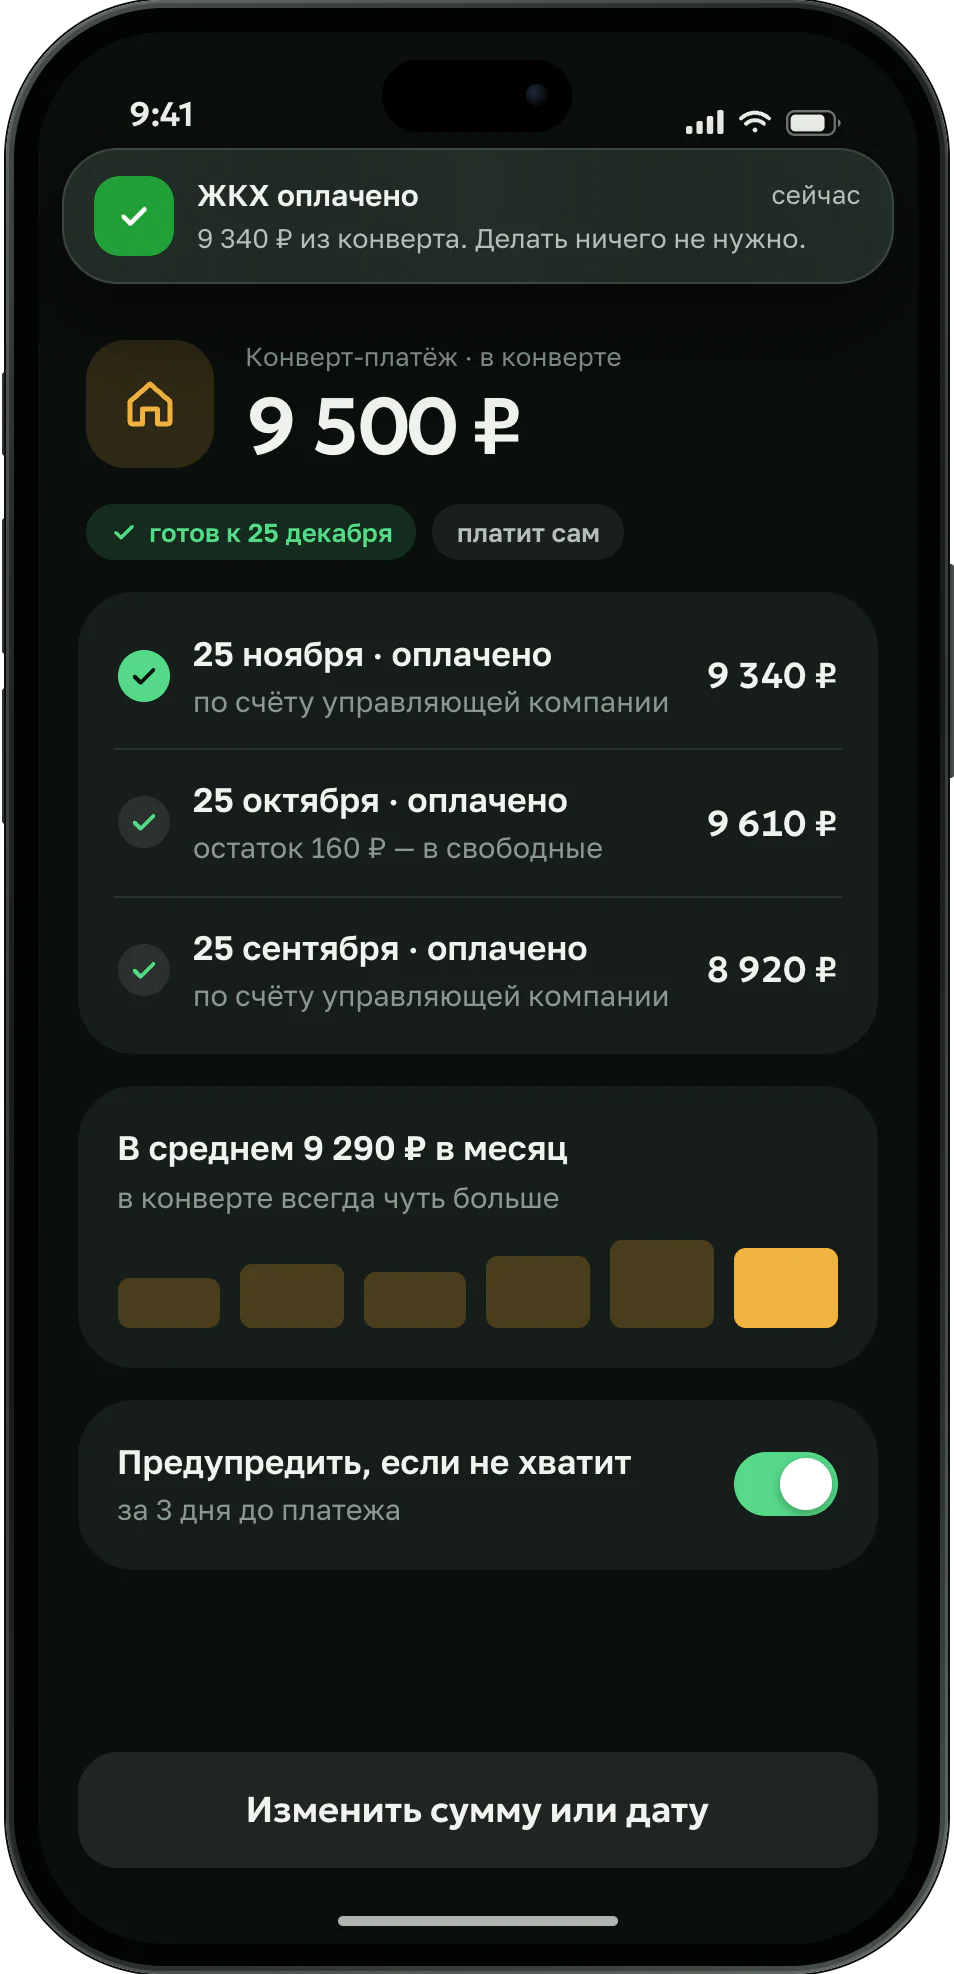 9:41
ЖКХ оплачено
сейчас
9 340 ₽ из конверта. Делать ничего не нужно.
Конверт-платёж · в конверте
9 500 ₽
готов к 25 декабря
платит сам
25 ноября · оплачено
по счёту управляющей компании
9 340 ₽
25 октября · оплачено
остаток 160 ₽ — в свободные
9 610 ₽
25 сентября · оплачено
по счёту управляющей компании
8 920 ₽
В среднем 9 290 ₽ в месяц
в конверте всегда чуть больше
Предупредить, если не хватит
за 3 дня до платежа
Изменить сумму или дату